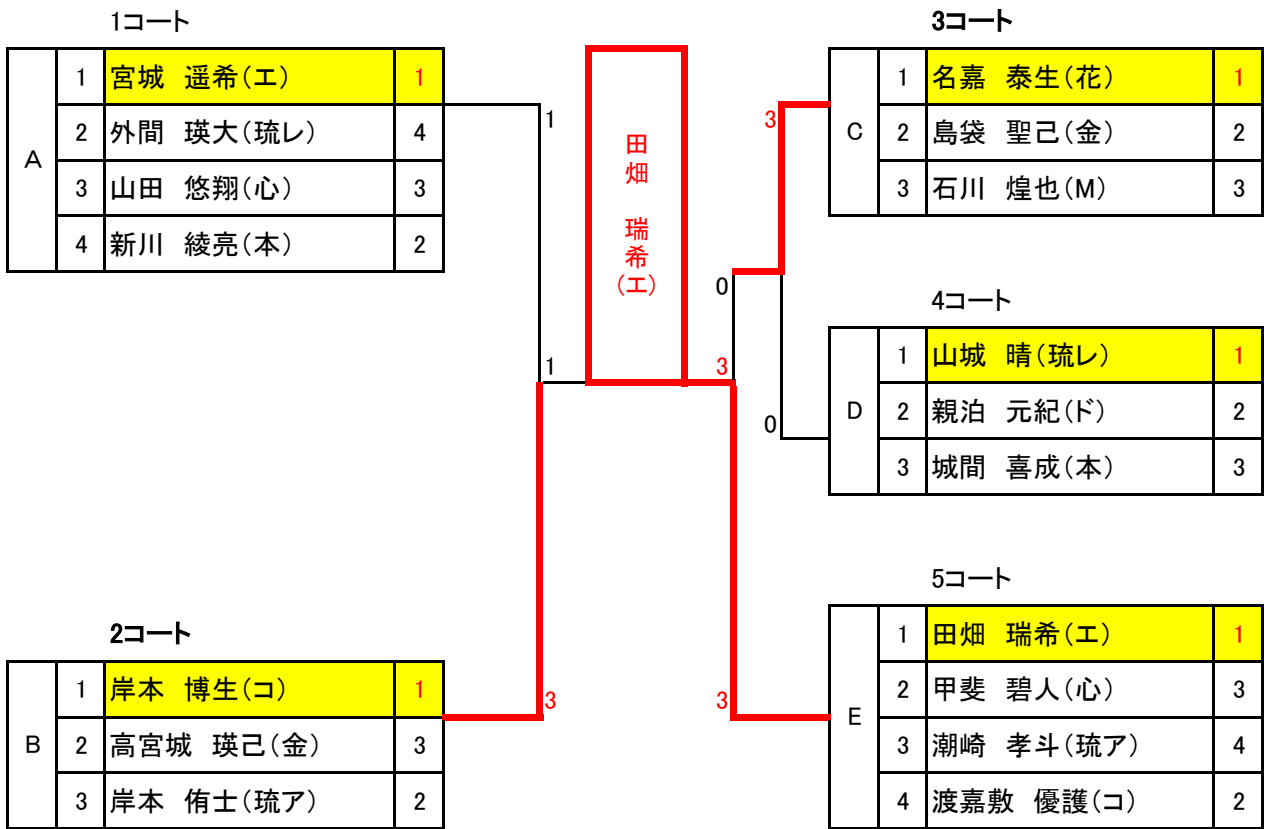 1コート
A
1 宮城 遥希(エ) 1
2 外間 瑛大(琉レ) 4
3 山田 悠翔(心) 3
4 新川 綾亮(本) 2
2コート
B
1 岸本 博生(コ) 1
2 高宮城 瑛己(金) 3
3 岸本 侑士(琉ア) 2
1
1
3
田畑 瑞希(エ)
3
0
3
0
3
3コート
C
1 名嘉 泰生(花) 1
2 島袋 聖己(金) 2
3 石川 煌也(M) 3
4コート
D
1 山城 晴(琉レ) 1
2 親泊 元紀(ド) 2
3 城間 喜成(本) 3
5コート
E
1 田畑 瑞希(エ) 1
2 甲斐 碧人(心) 3
3 潮崎 孝斗(琉ア) 4
4 渡嘉敷 優護(コ) 2